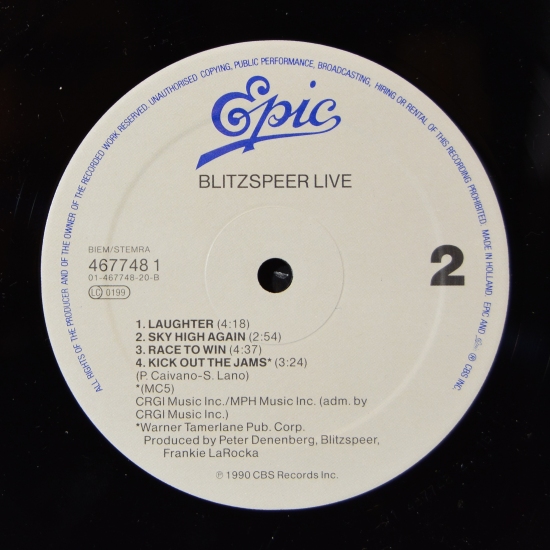 ALL RIGHTS OF THE PRODUCER AND OF THE OWNER OF THE RECORDED WORK RESERVED. UNAUTHORISED COPYING, PUBLIC PERFORMANCE, BROADCASTING, HIRING OR RENTAL OF THIS RECORDING PROHIBITED. MADE IN HOLLAND. EPIC AND ℗ CBS INC.
Epic
BLITZSPEER LIVE
BIEM/STEMRA
467748 1
01-467748-20-B
LC 0199
2
1. LAUGHTER (4:18)
2. SKY HIGH AGAIN (2:54)
3. RACE TO WIN (4:37)
4. KICK OUT THE JAMS* (3:24)
(P. Caivano-S. Lano)
*(MC5)
CRGI Music Inc./MPH Music Inc. (adm. by
CRGI Music Inc.)
*Warner Tamerlane Pub. Corp.
Produced by Peter Denenberg, Blitzspeer,
Frankie LaRocka
℗ 1990 CBS Records Inc.